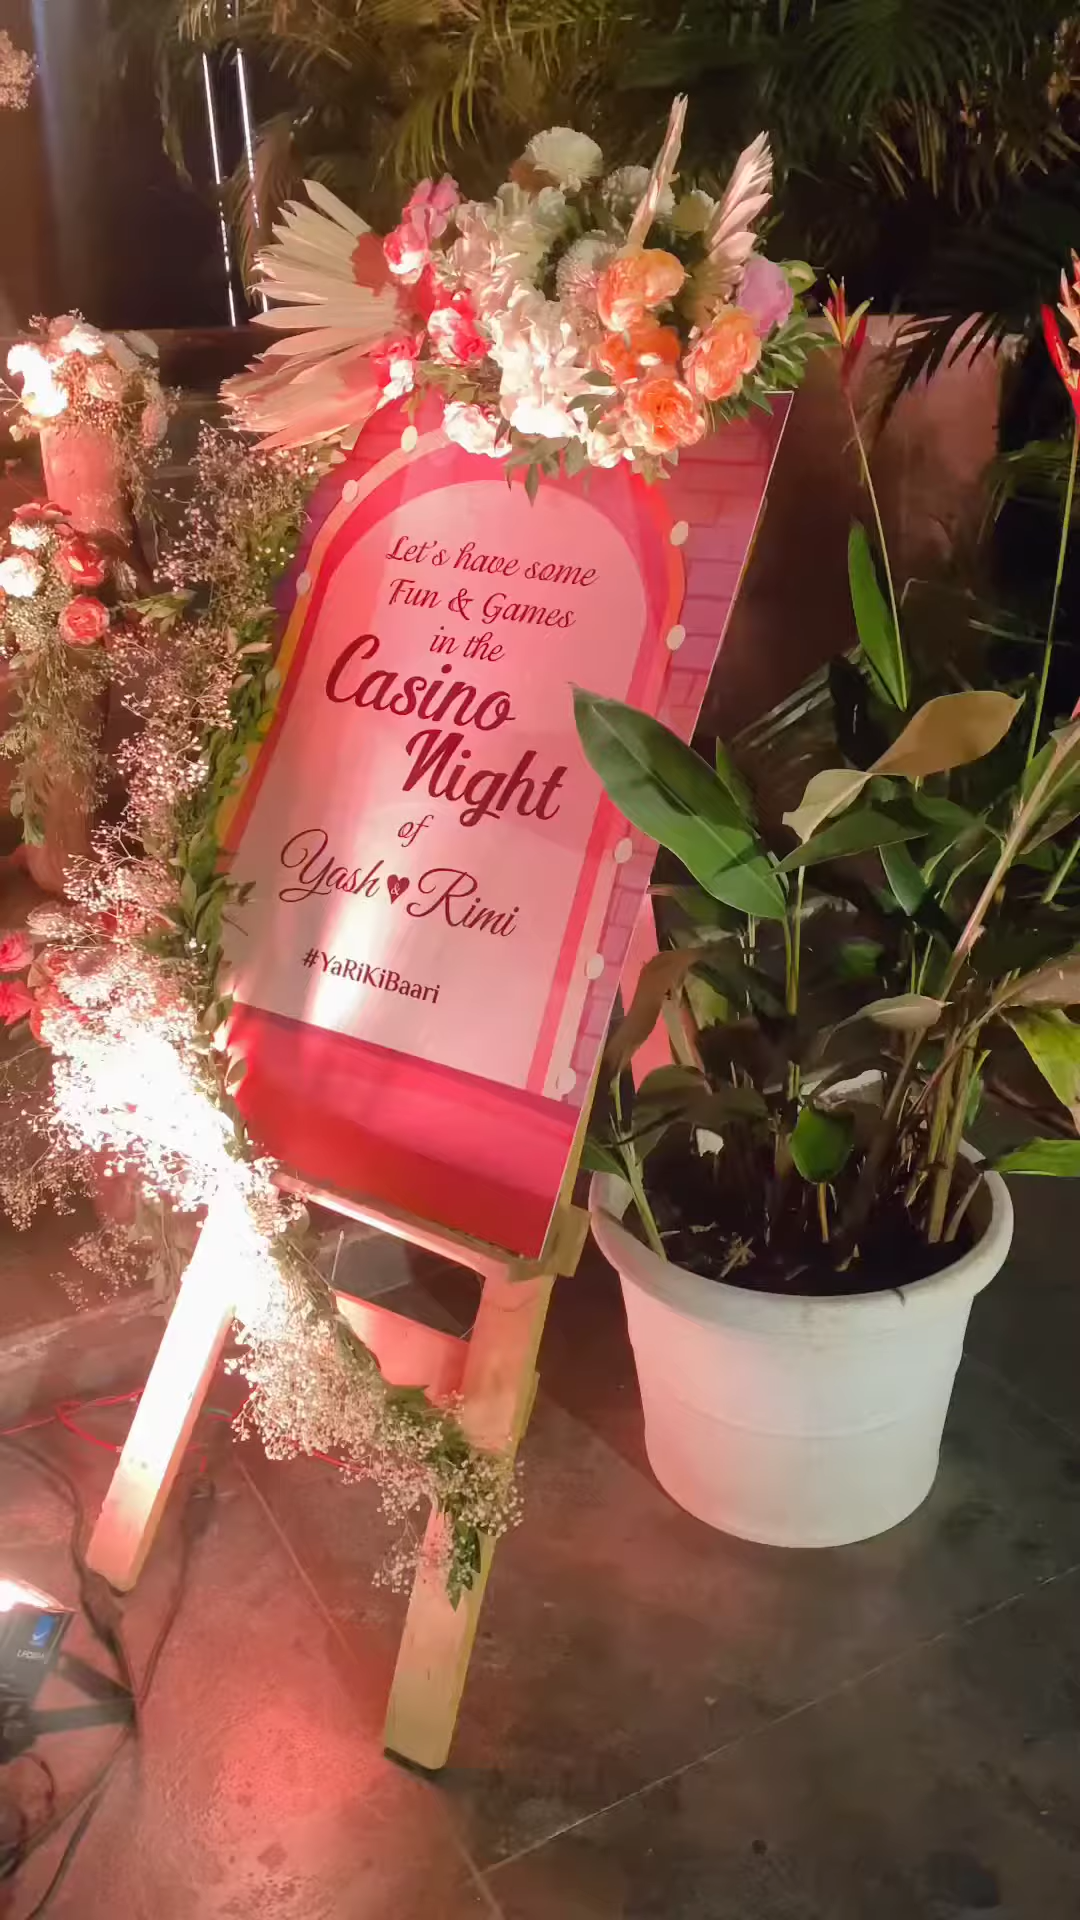 Let's have some
Fun & Games
in the
Casino
Night
of
Yash & Rimi
#YaRiKiBaari